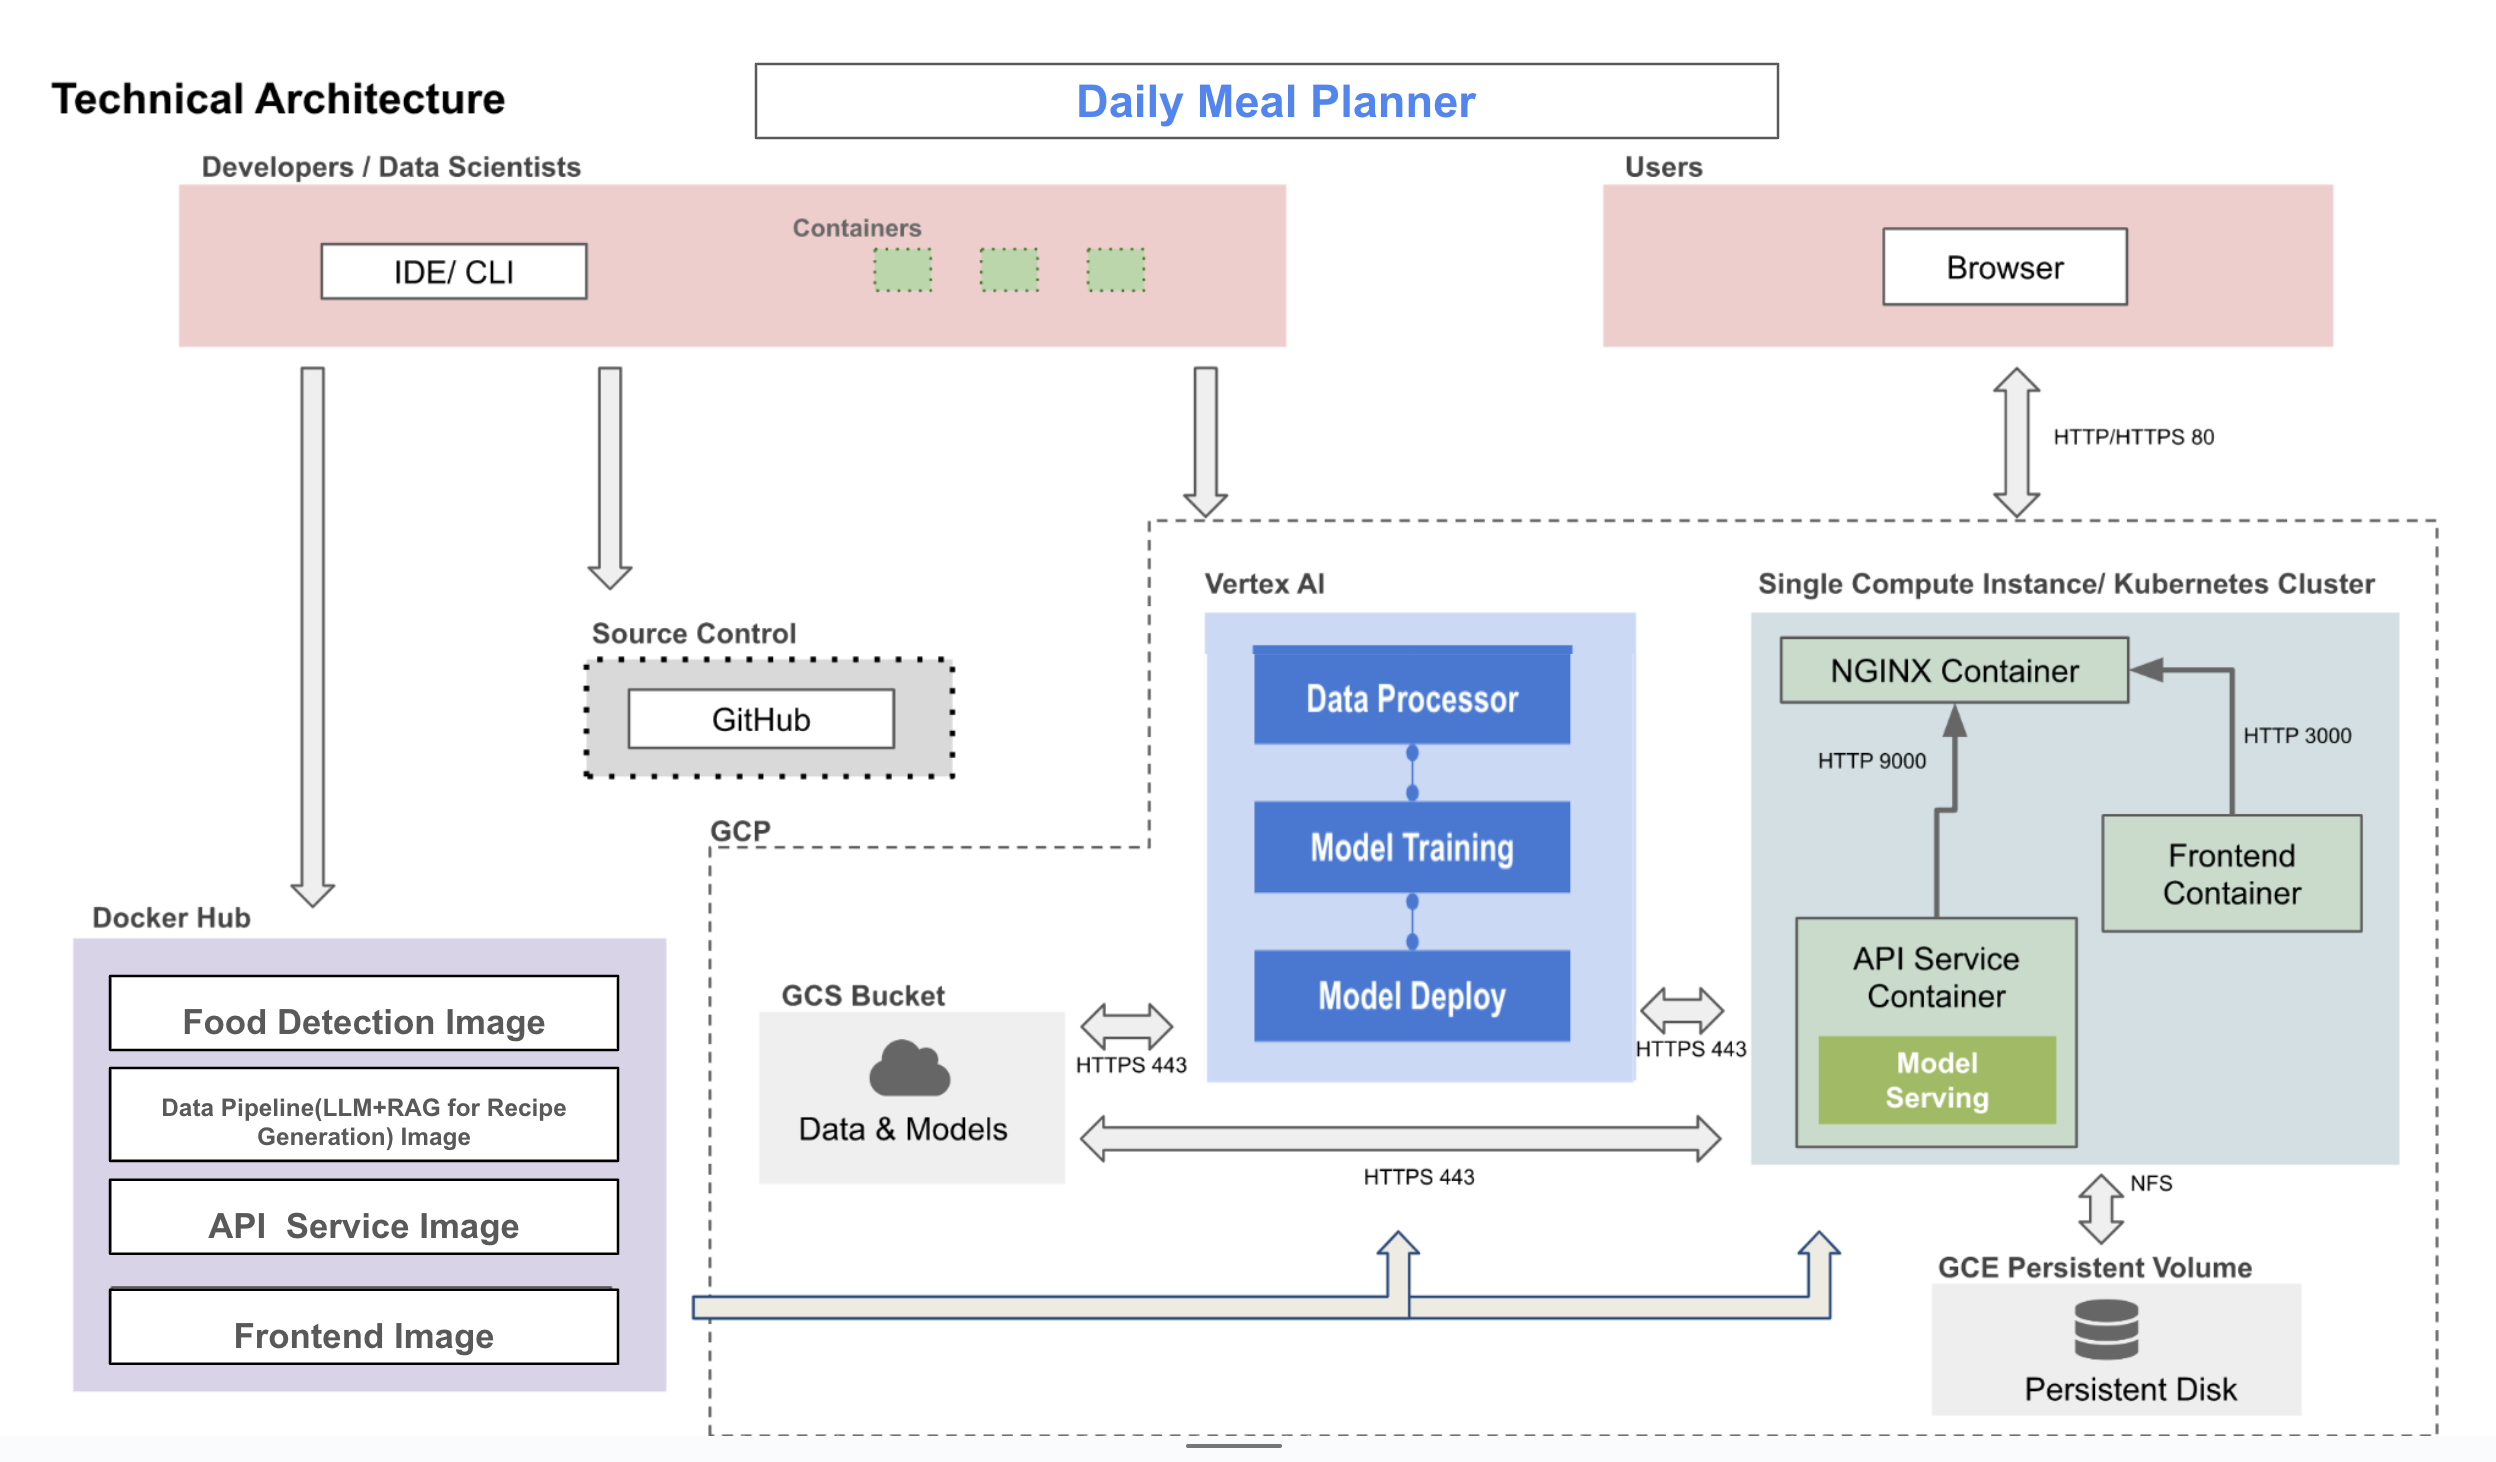 Technical Architecture
Daily Meal Planner
Developers / Data Scientists
IDE/ CLI
Containers
Users
Browser
HTTP/HTTPS 80
Source Control
GitHub
GCP
Docker Hub
Food Detection Image
Data Pipeline(LLM+RAG for Recipe
Generation) Image
API  Service Image
Frontend Image
GCS Bucket
Data & Models
HTTPS 443
Vertex AI
Data Processor
Model Training
Model Deploy
HTTPS 443
HTTPS 443
Single Compute Instance/ Kubernetes Cluster
NGINX Container
HTTP 9000
HTTP 3000
Frontend
Container
API Service
Container
Model
Serving
NFS
GCE Persistent Volume
Persistent Disk